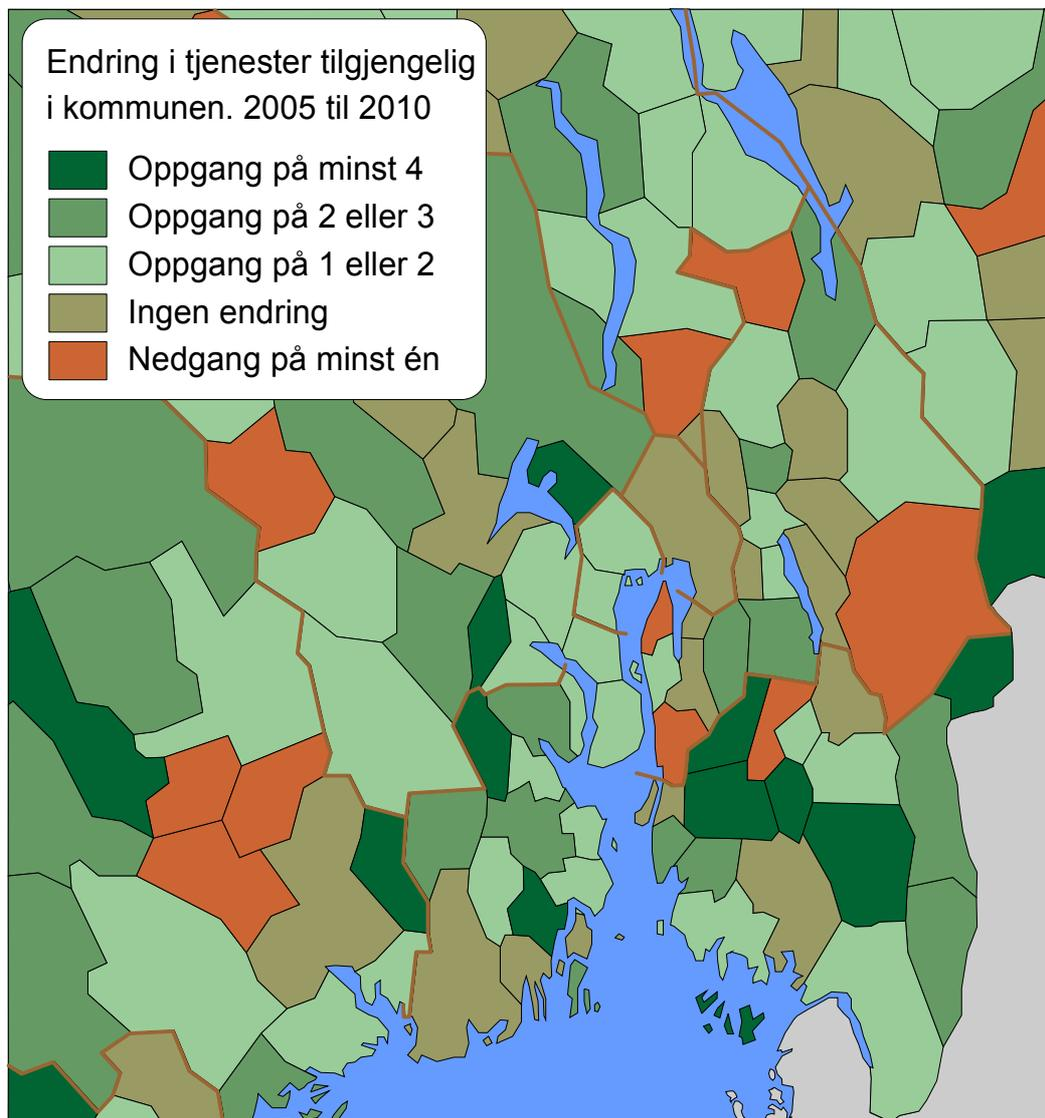 Endring i tjenester tilgjengelig
i kommunen. 2005 til 2010
Oppgang på minst 4
Oppgang på 2 eller 3
Oppgang på 1 eller 2
Ingen endring
Nedgang på minst én